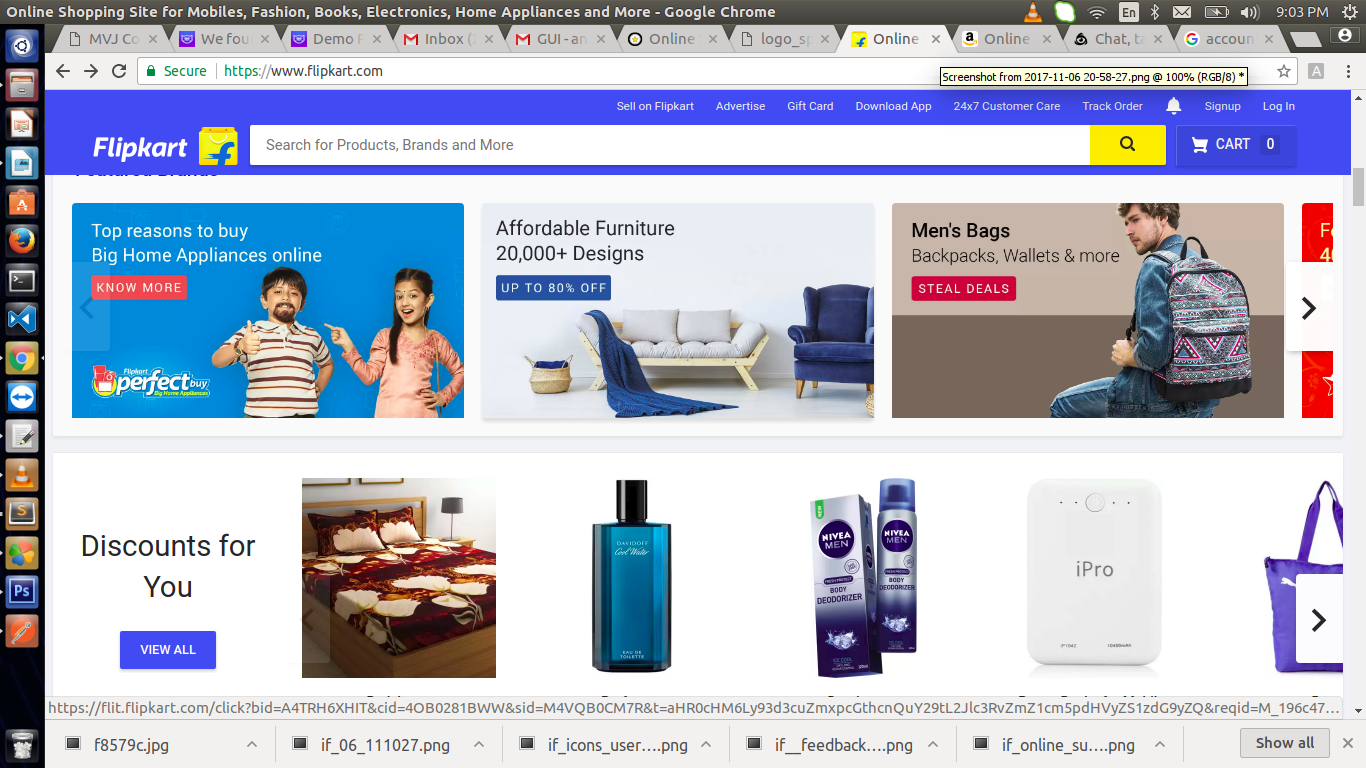 Online Shopping Site for Mobiles, Fashion, Books, Electronics, Home Appliances and More - Google Chrome
En
9:03 PM
MVJ Co
We fou
Demo
Inbox (
GUI - an
Online
logo_sp
Online
Online
Chat, ta
accoun
Secure
https://www.flipkart.com
Screenshot from 2017-11-06 20-58-27.png @ 100% (RGB/8) *
A
Sell on Flipkart
Advertise
Gift Card
Download App
24x7 Customer Care
Track Order
Signup
Log In
Flipkart
Search for Products, Brands and More
CART 0
Featured Brands
Top reasons to buy
Big Home Appliances online
KNOW MORE
Flipkart
perfect buy
Big Home Appliances
Affordable Furniture
20,000+ Designs
UP TO 80% OFF
Men's Bags
Backpacks, Wallets & more
STEAL DEALS
Discounts for
You
VIEW ALL
DAVIDOFF
Cool Water
EAU DE
TOILETTE
NIVEA
MEN
BODY
DEODORIZER
NIVEA
MEN
BODY
DEODORIZER
iPro
https://flit.flipkart.com/click?bid=A4TRH6XHIT&cid=4OB0281BWW&sid=M4VQB0CM7R&t=aHR0cHM6Ly93d3cuZmxpcGthcnQuY29tL2Jlc3RvZmZ1cm5pdHVyZS1zdG9yZQ&reqid=M_196c47...
f8579c.jpg
if_06_111027.png
if_icons_user....png
if__feedback....png
if_online_su....png
Show all
Ps